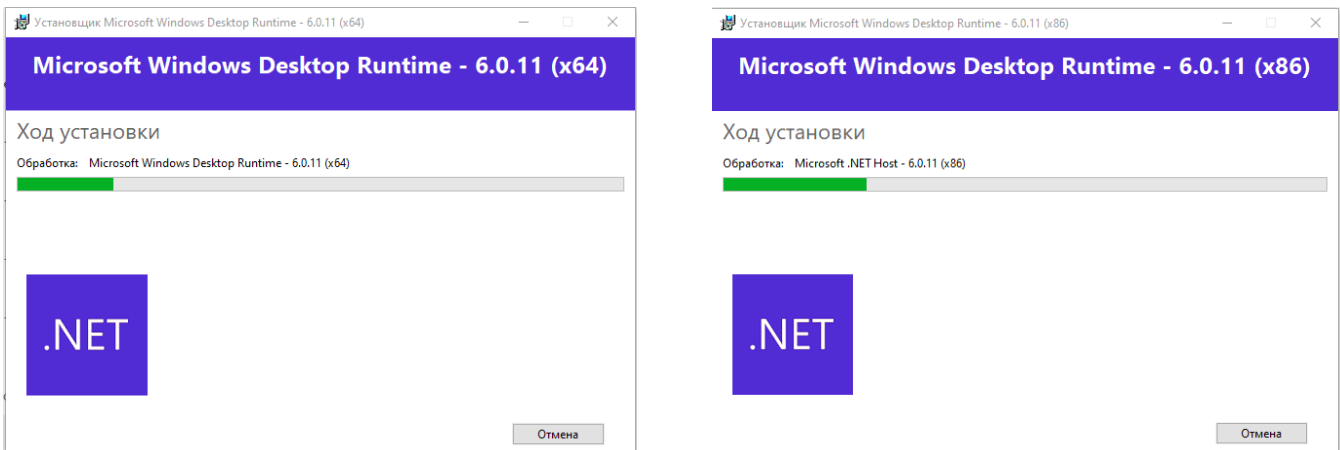 Установщик Microsoft Windows Desktop Runtime - 6.0.11 (x64)
Microsoft Windows Desktop Runtime - 6.0.11 (x64)
Ход установки
Обработка: Microsoft Windows Desktop Runtime - 6.0.11 (x64)
.NET
Отмена
Установщик Microsoft Windows Desktop Runtime - 6.0.11 (x86)
Microsoft Windows Desktop Runtime - 6.0.11 (x86)
Ход установки
Обработка: Microsoft .NET Host - 6.0.11 (x86)
.NET
Отмена